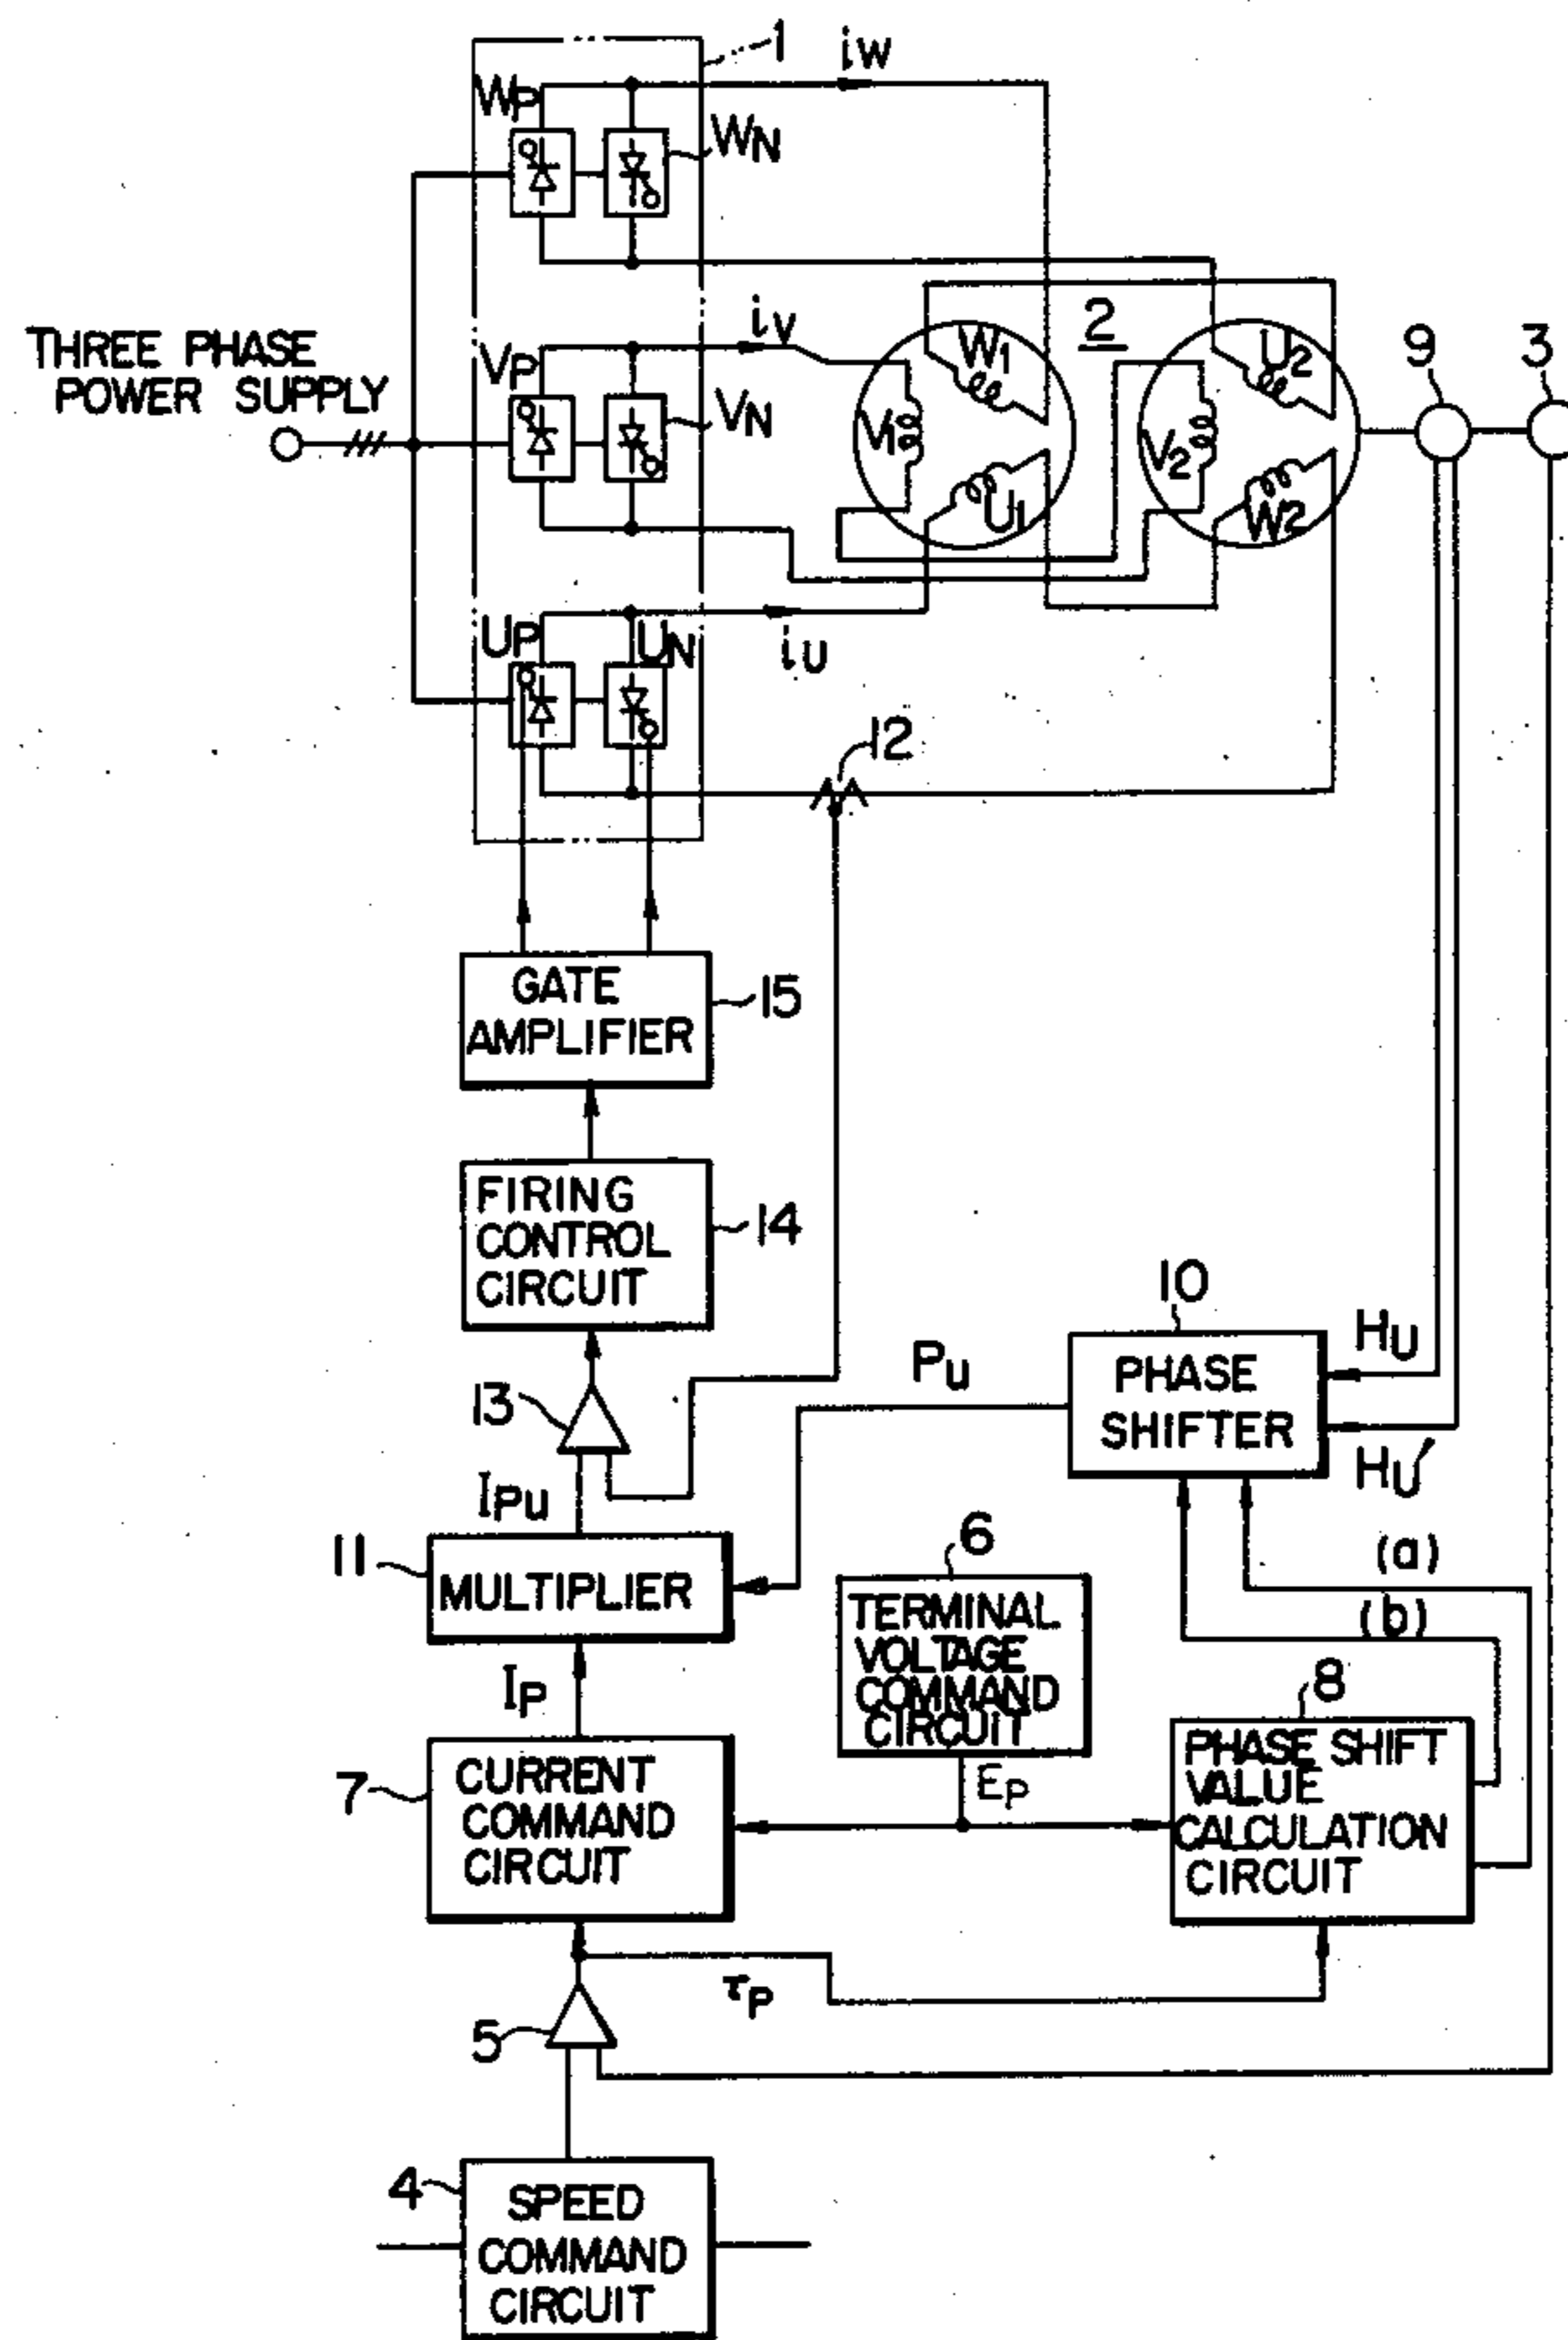 1
iw
WP
WN
THREE PHASE
POWER SUPPLY
iv
VP
VN
2
W1
V1
U1
U2
V2
W2
9
3
UP
UN
iu
12
GATE
AMPLIFIER
15
FIRING
CONTROL
CIRCUIT
14
10
PHASE
SHIFTER
HU
HU'
PU
13
IPU
11
MULTIPLIER
6
TERMINAL
VOLTAGE
COMMAND
CIRCUIT
(a)
(b)
IP
EP
8
PHASE SHIFT
VALUE
CALCULATION
CIRCUIT
7
CURRENT
COMMAND
CIRCUIT
τP
5
4
SPEED
COMMAND
CIRCUIT